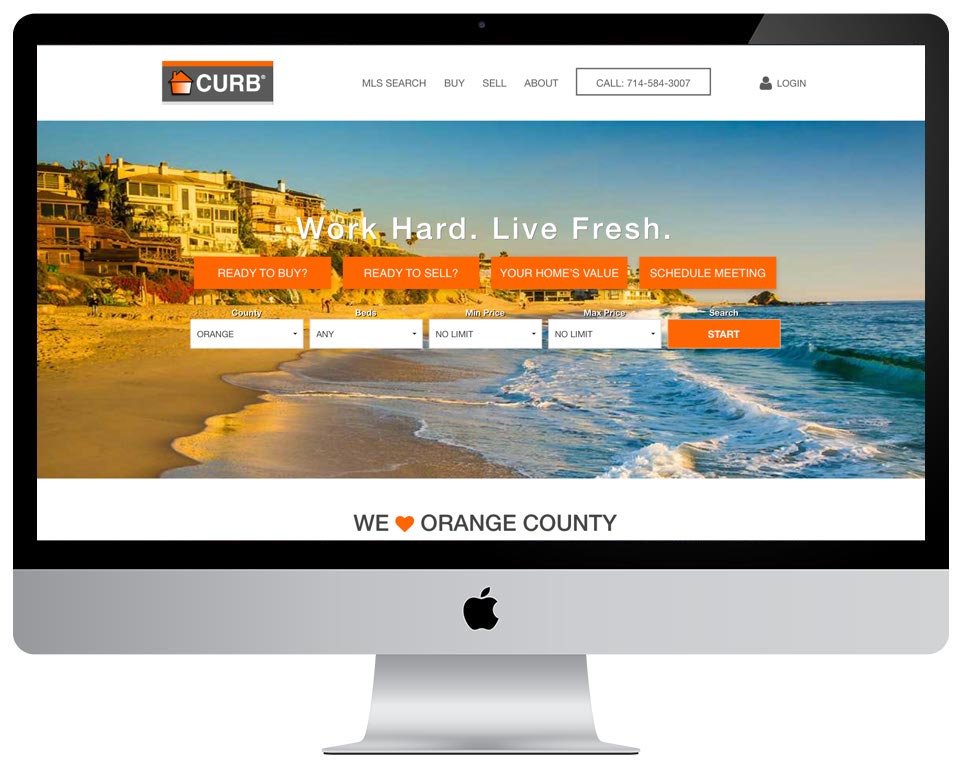 CURB®
MLS SEARCH BUY SELL ABOUT CALL: 714-584-3007 LOGIN
Work Hard. Live Fresh.
READY TO BUY? READY TO SELL? YOUR HOME'S VALUE SCHEDULE MEETING
County Beds Min Price Max Price Search
ORANGE ANY NO LIMIT NO LIMIT START
WE ORANGE COUNTY